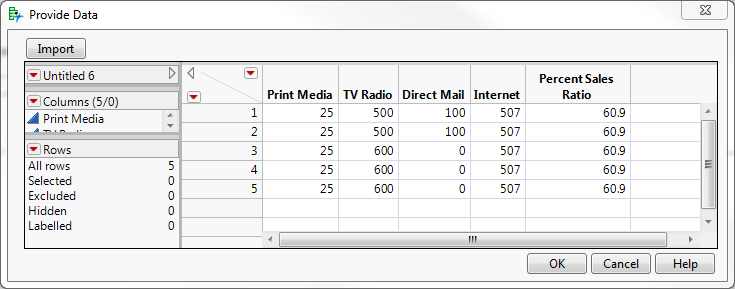 Provide Data
Import
Untitled 6
Columns (5/0)
Print Media
Rows
All rows 5
Selected 0
Excluded 0
Hidden 0
Labelled 0
Print Media TV Radio Direct Mail Internet Percent Sales Ratio
1 25 500 100 507 60.9
2 25 500 100 507 60.9
3 25 600 0 507 60.9
4 25 600 0 507 60.9
5 25 600 0 507 60.9
OK Cancel Help